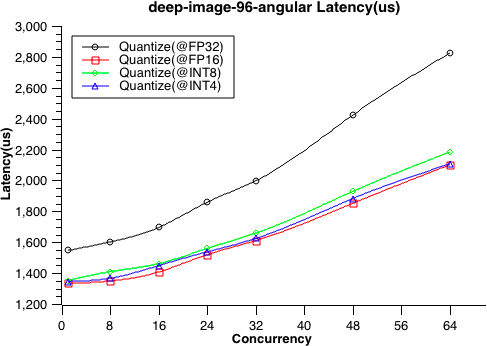 deep-image-96-angular Latency(us)
3,000
2,800
2,600
2,400
2,200
2,000
1,800
1,600
1,400
1,200
Latency(us)
Quantize(@FP32)
Quantize(@FP16)
Quantize(@INT8)
Quantize(@INT4)
0 8 16 24 32 40 48 56 64
Concurrency